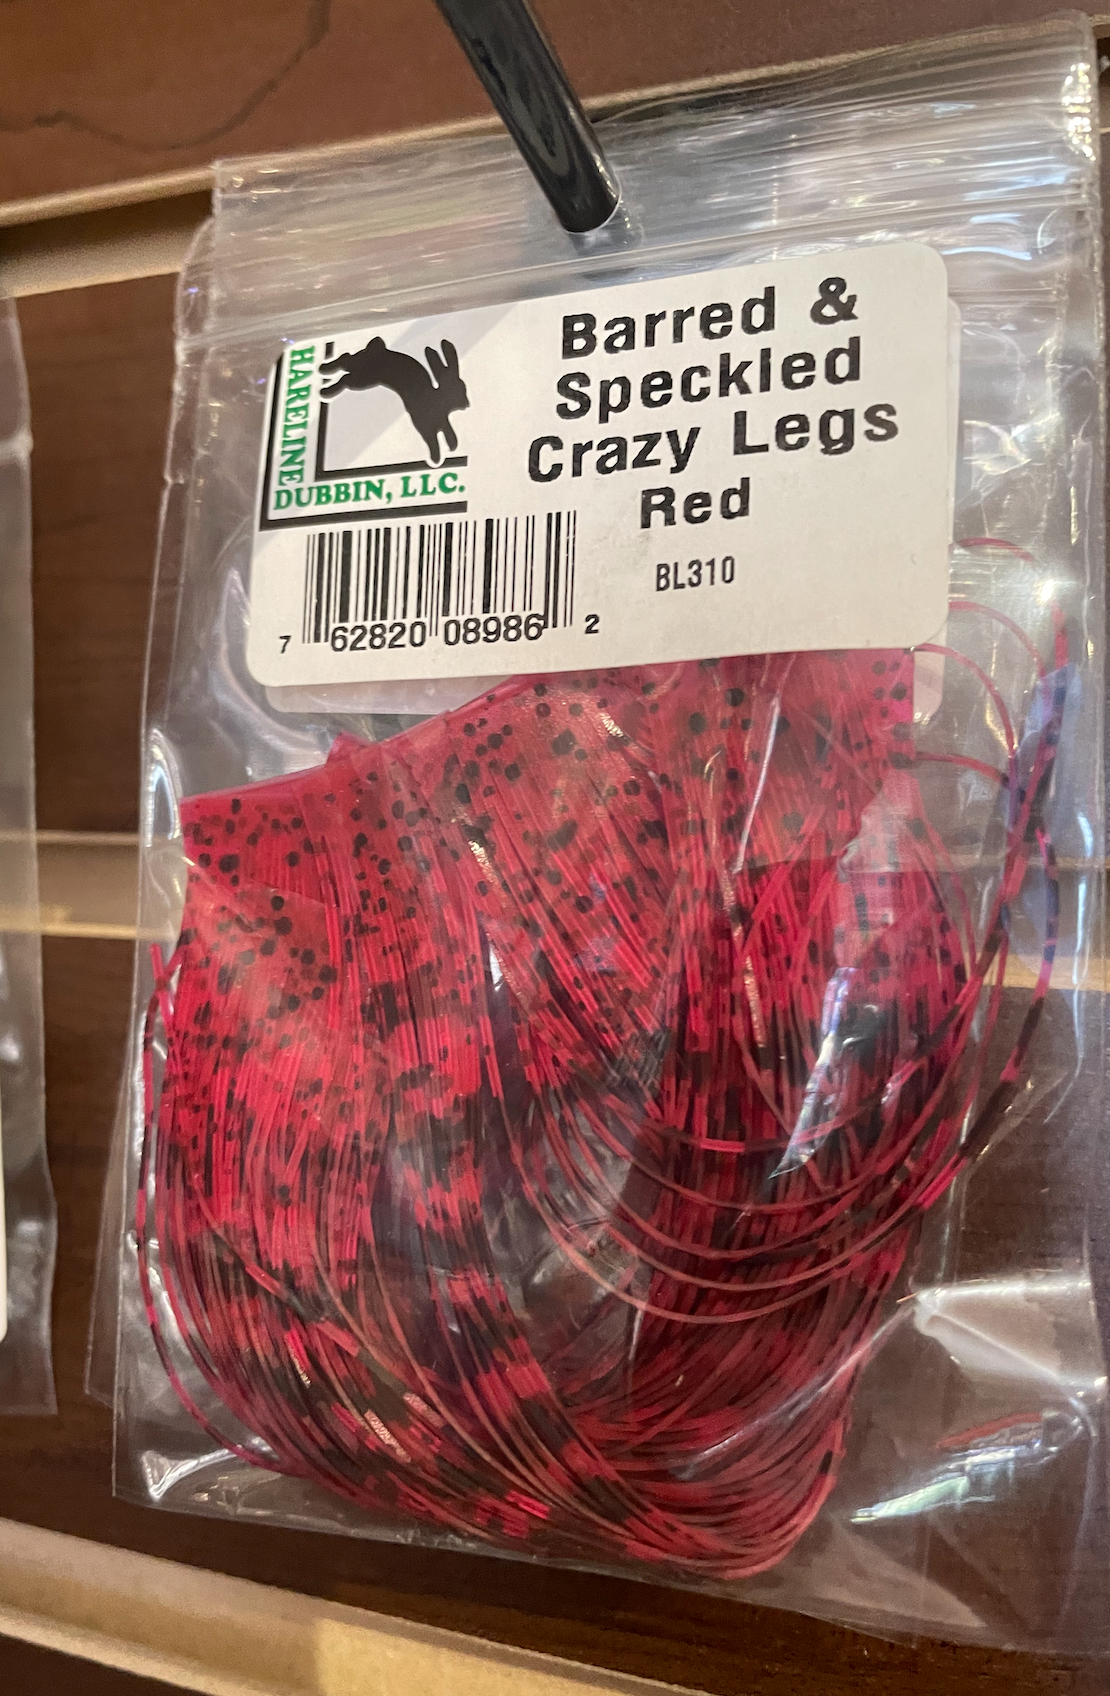 HARELINE
DUBBIN, LLC.
Barred &
Speckled
Crazy Legs
Red
BL310
7 62820 08986 2